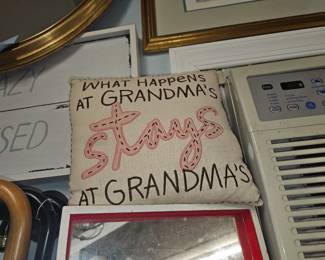 WHAT HAPPENS
AT GRANDMA'S
stays
AT GRANDMA'S